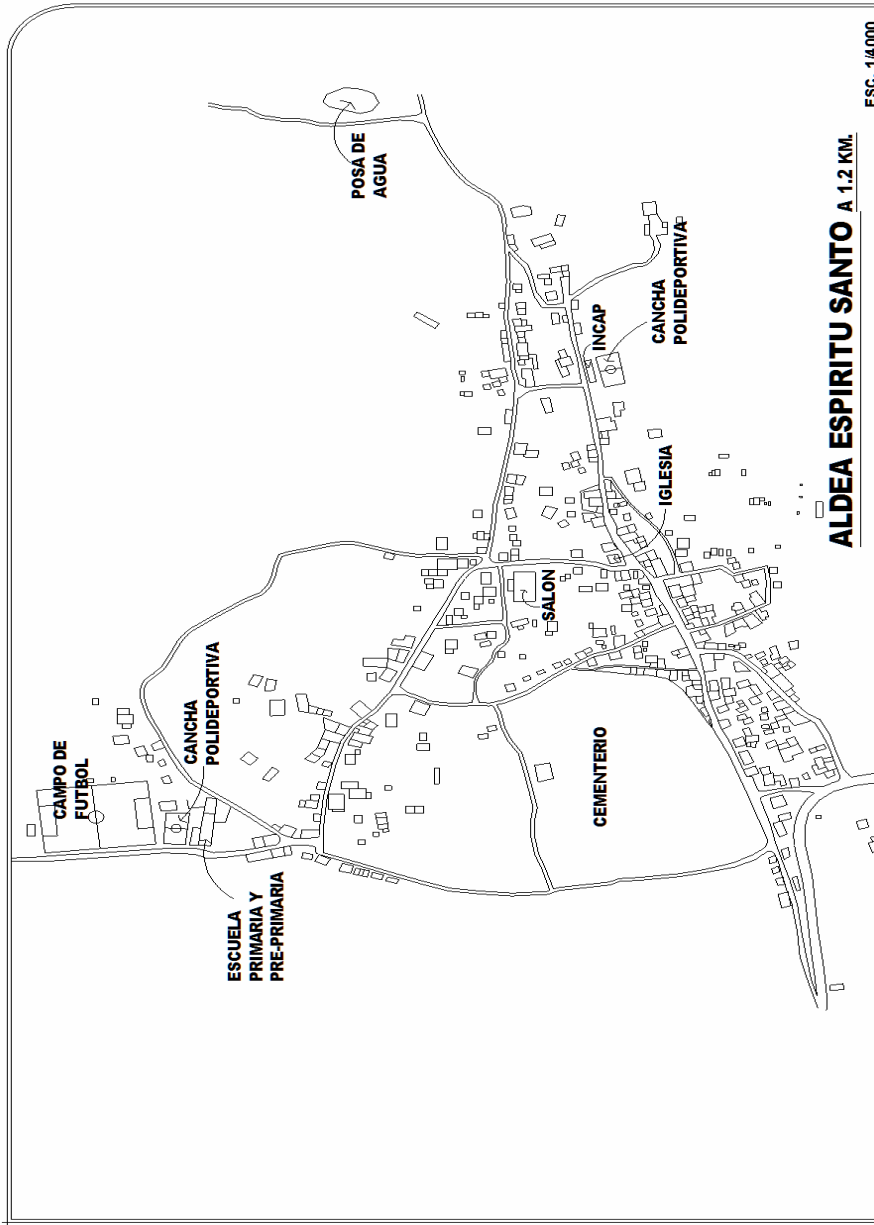 CAMPO DE
FUTBOL
CANCHA
POLIDEPORTIVA
ESCUELA
PRIMARIA Y
PRE-PRIMARIA
POSA DE
AGUA
SALON
CEMENTERIO
INCAP
CANCHA
POLIDEPORTIVA
IGLESIA
ALDEA ESPIRITU SANTO A 1.2 KM.
ESC. 1/4000